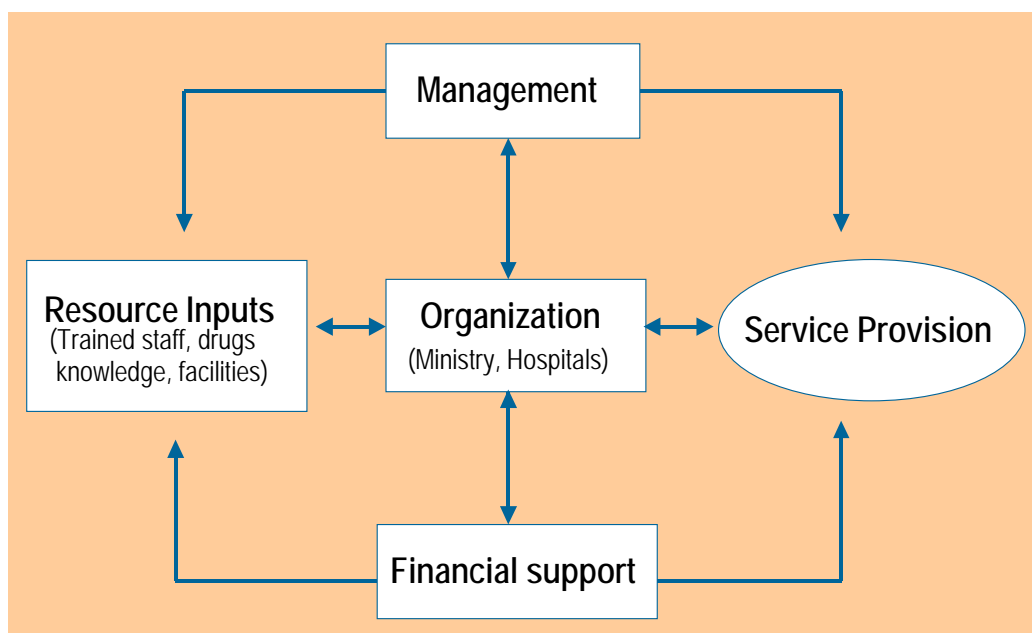 Management
Resource Inputs
(Trained staff, drugs
knowledge, facilities)
Organization
(Ministry, Hospitals)
Service Provision
Financial support